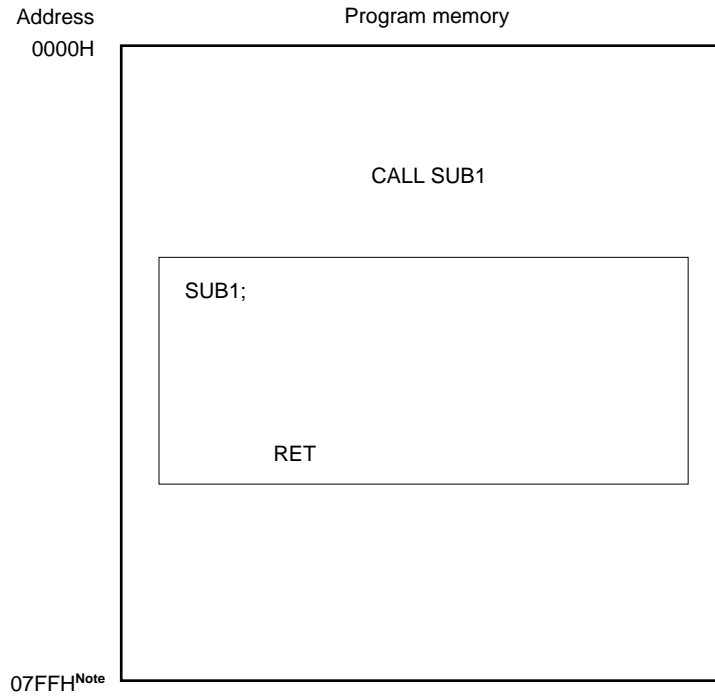 Address Program memory
0000H
CALL SUB1
SUB1;
RET
07FFHNote